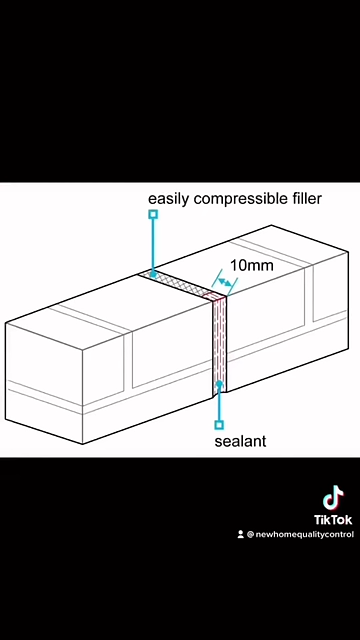 easily compressible filler
10mm
sealant
TikTok
@ newhomequalitycontrol